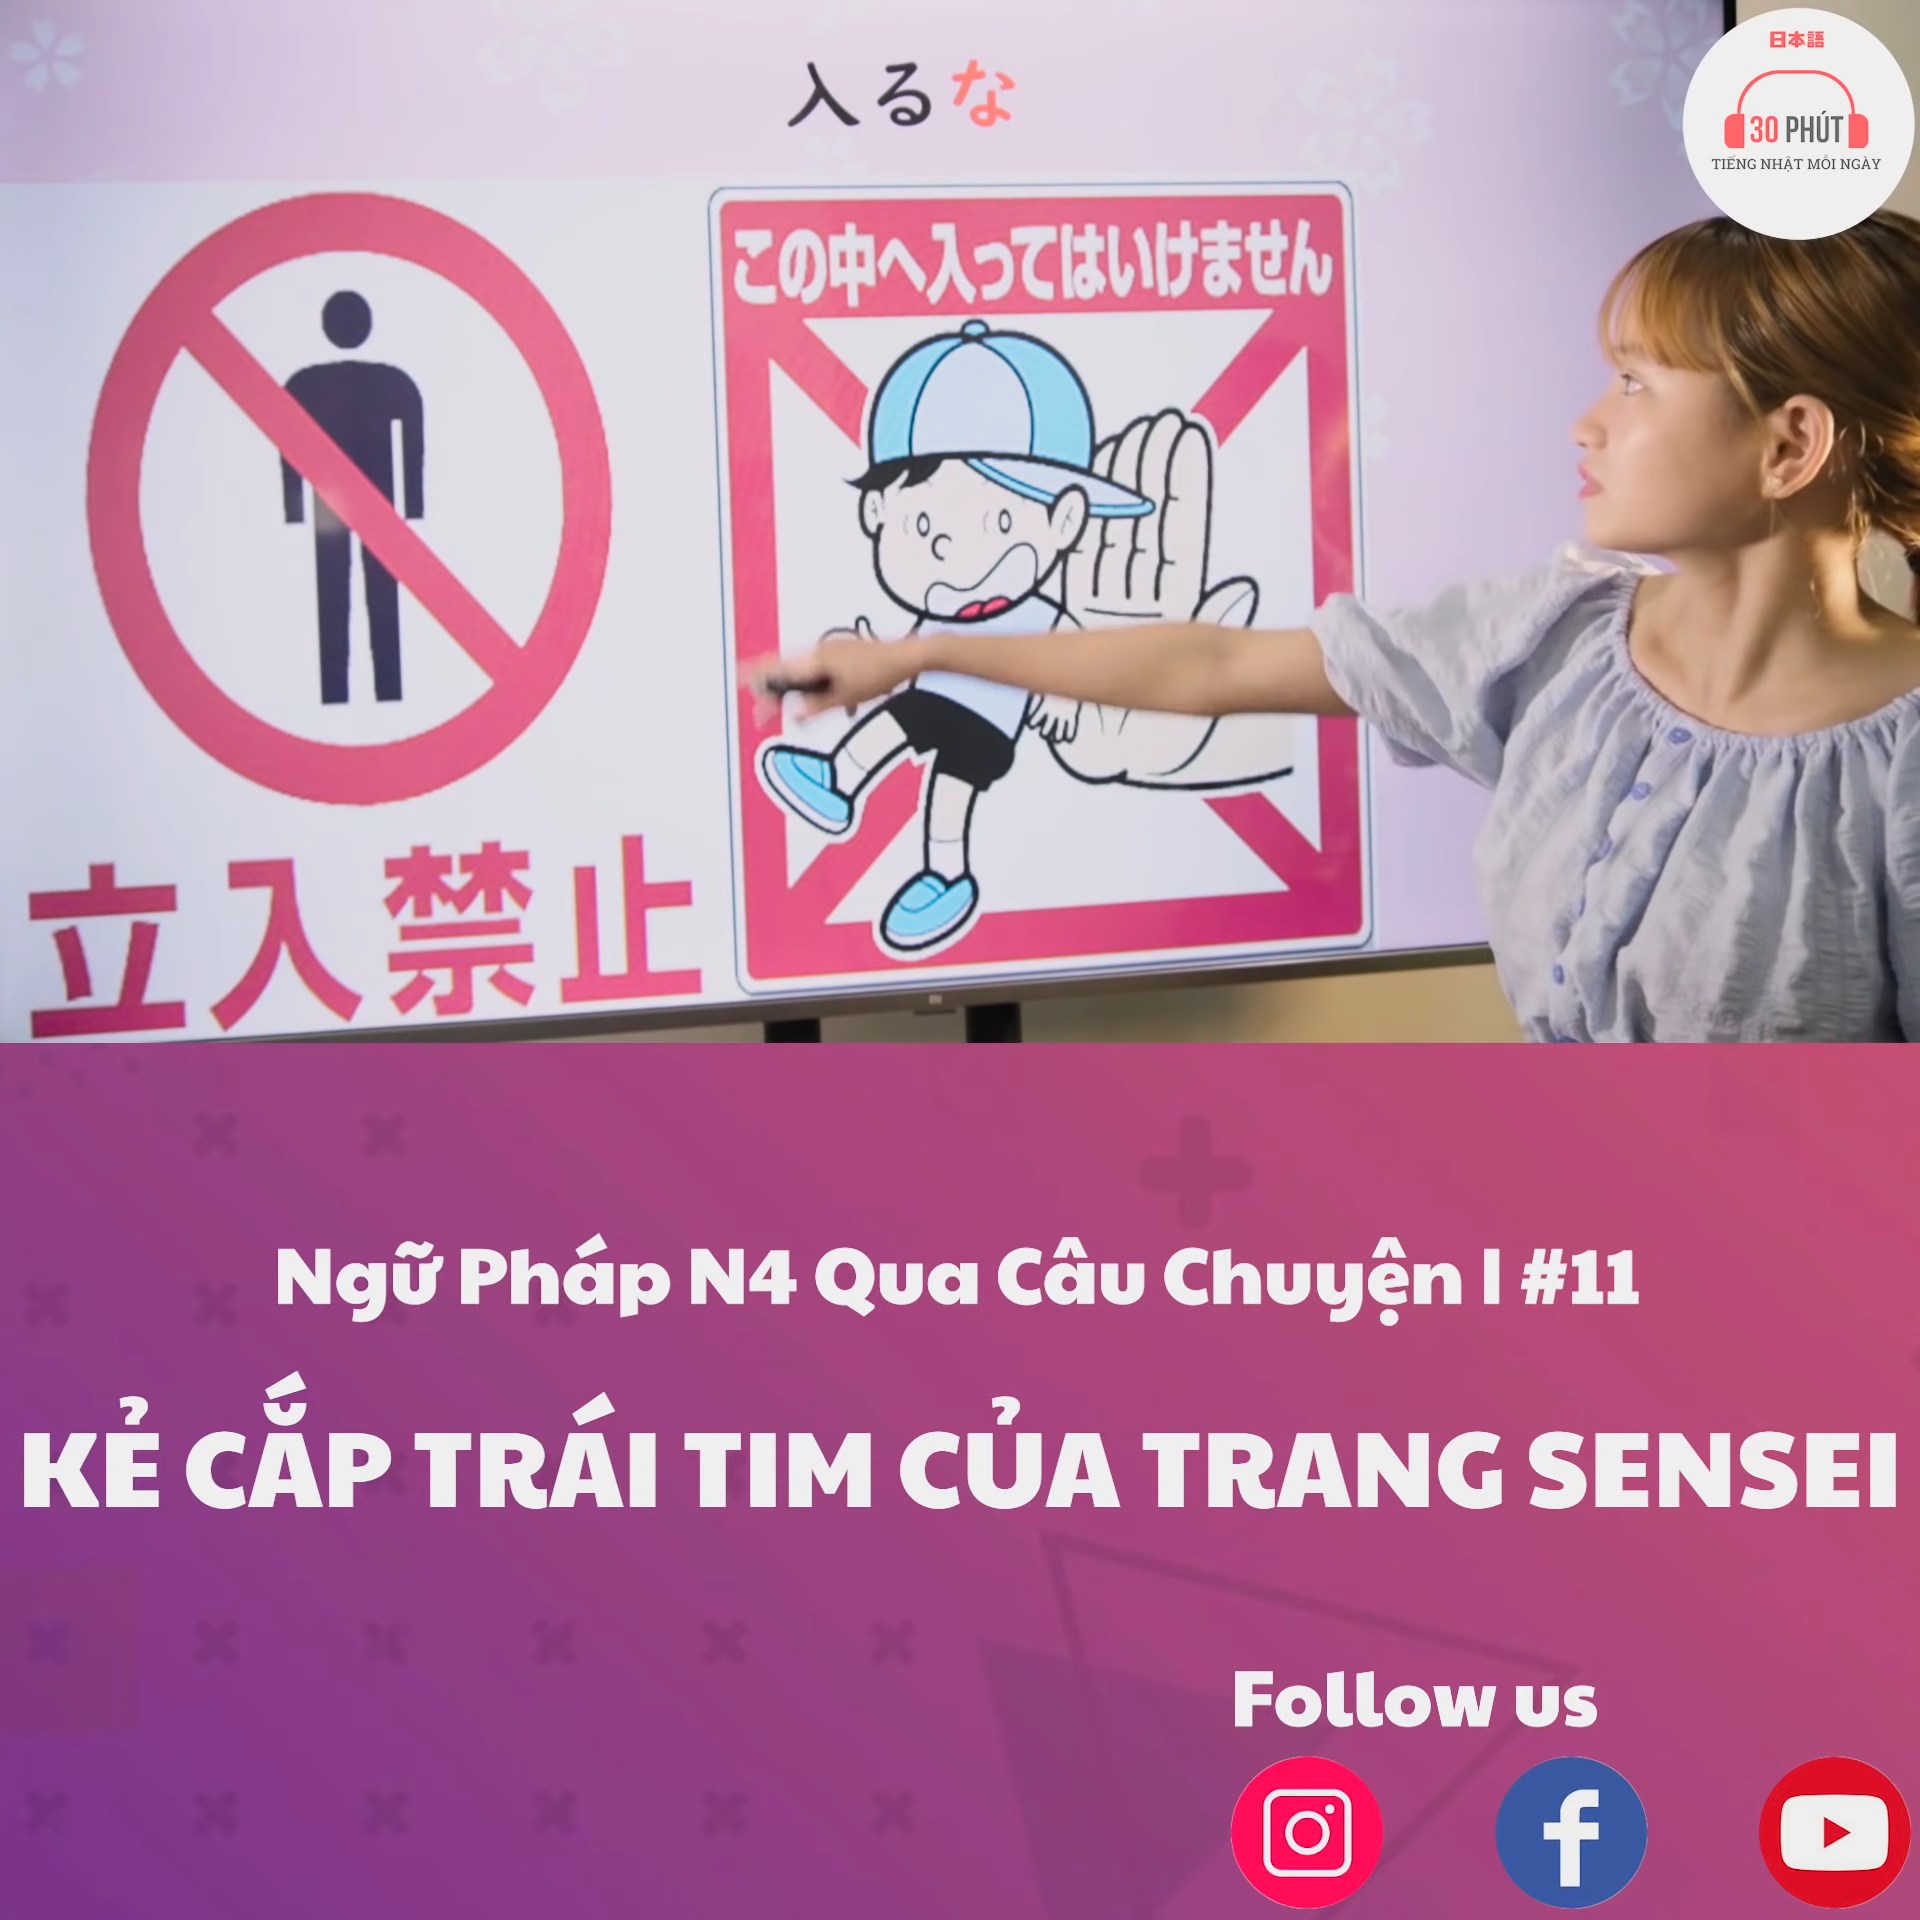 日本語
30 PHÚT
TIẾNG NHẬT MỖI NGÀY
入るな
この中へ入ってはいけません
立入禁止
Ngữ Pháp N4 Qua Câu Chuyện I #11
KẺ CẮP TRÁI TIM CỦA TRANG SENSEI
Follow us